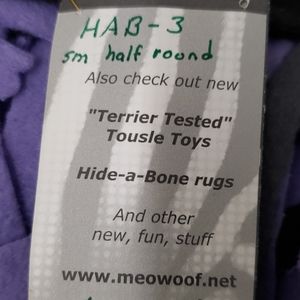 HAB-3
sm half round
Also check out new
"Terrier Tested"
Tousle Toys
Hide-a-Bone rugs
And other
new, fun, stuff
www.meowoof.net